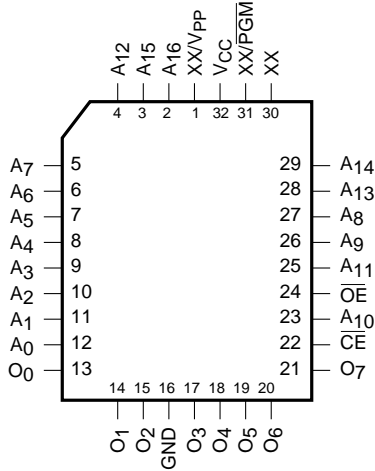 A12 A15 A16 XX/VPP VCC XX/P̅G̅M̅ XX
4 3 2 1 32 31 30
A7 5 29 A14
A6 6 28 A13
A5 7 27 A8
A4 8 26 A9
A3 9 25 A11
A2 10 24 O̅E̅
A1 11 23 A10
A0 12 22 C̅E̅
O0 13 21 O7
14 15 16 17 18 19 20
O1 O2 GND O3 O4 O5 O6